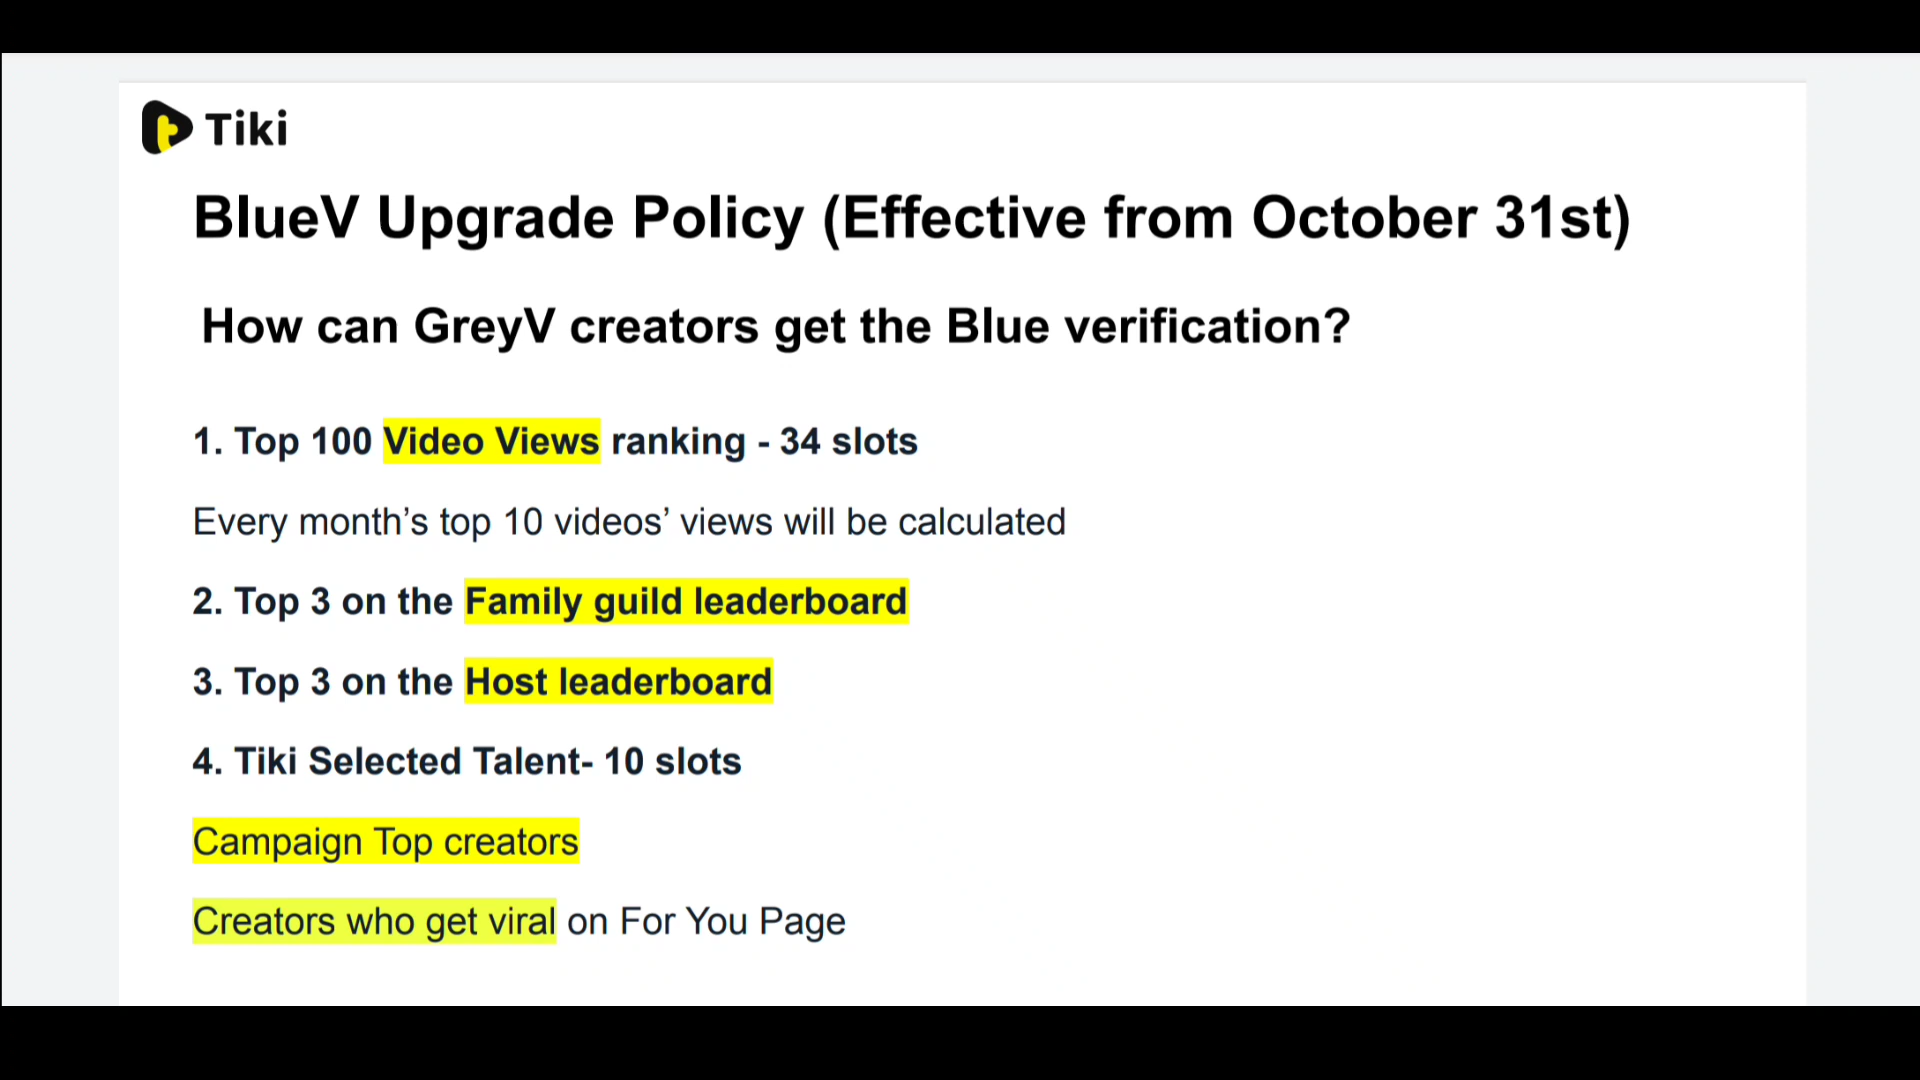 Tiki
BlueV Upgrade Policy (Effective from October 31st)
How can GreyV creators get the Blue verification?
1. Top 100 Video Views ranking - 34 slots
Every month’s top 10 videos’ views will be calculated
2. Top 3 on the Family guild leaderboard
3. Top 3 on the Host leaderboard
4. Tiki Selected Talent- 10 slots
Campaign Top creators
Creators who get viral on For You Page